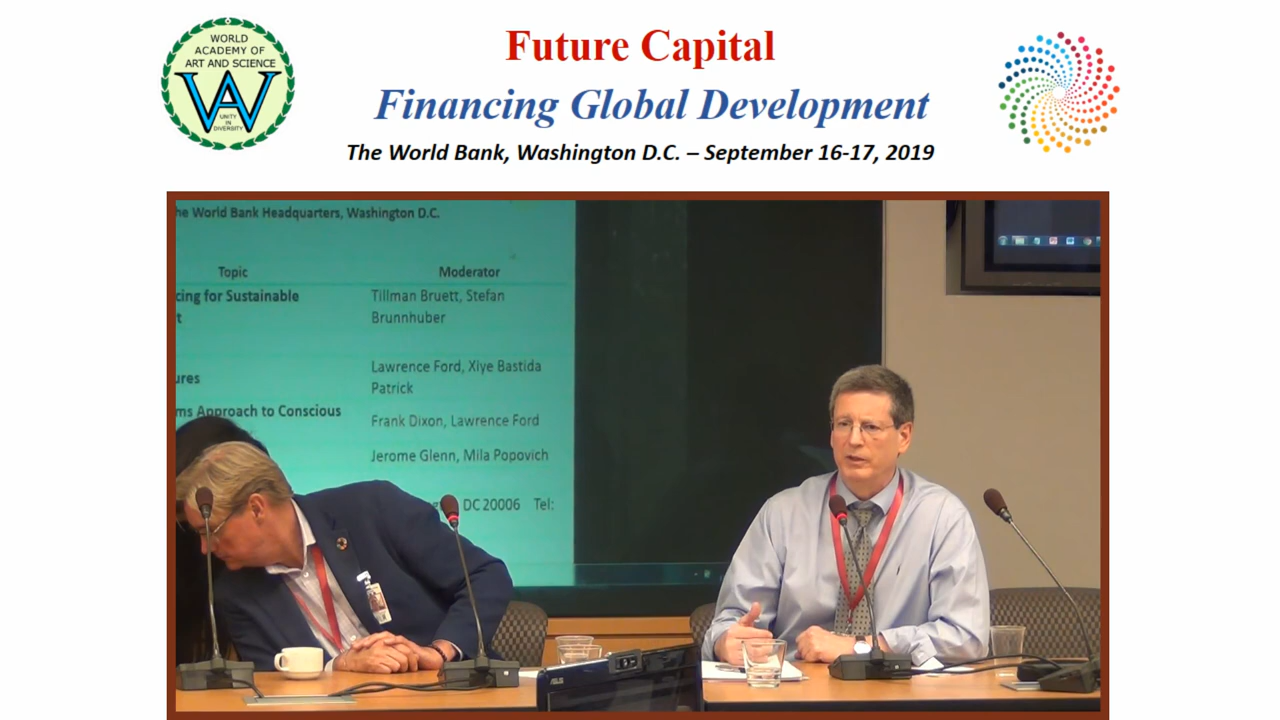 WORLD
ACADEMY OF
ART AND SCIENCE
UNITY
IN
DIVERSITY
Future Capital
Financing Global Development
The World Bank, Washington D.C. – September 16-17, 2019
he World Bank Headquarters, Washington D.C.
Topic Moderator
cing for Sustainable Tillman Bruett, Stefan
t Brunnhuber
ures Lawrence Ford, Xiye Bastida
Patrick
ms Approach to Conscious
Frank Dixon, Lawrence Ford
Jerome Glenn, Mila Popovich
DC 20006 Tel:
ASUS